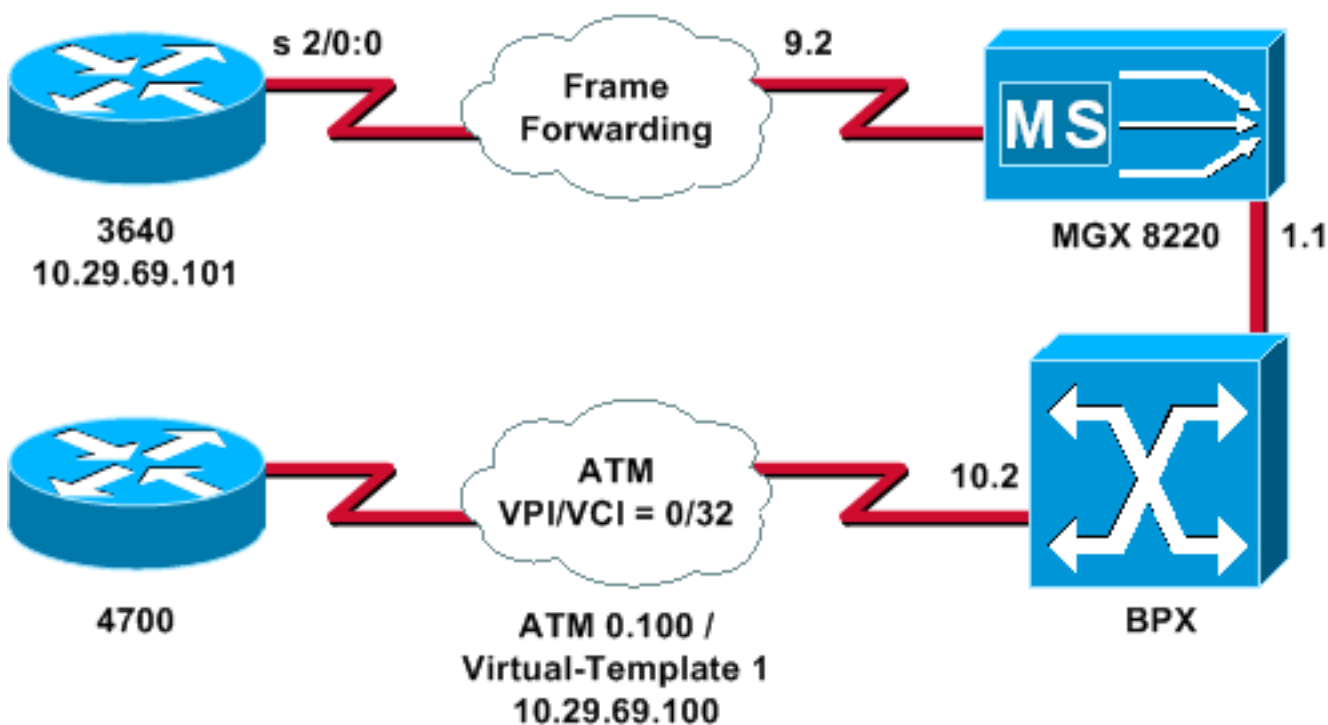 s 2/0:0
Frame
Forwarding
9.2
MS
3640
10.29.69.101
MGX 8220
1.1
ATM
VPI/VCI = 0/32
10.2
4700
ATM 0.100 /
Virtual-Template 1
10.29.69.100
BPX